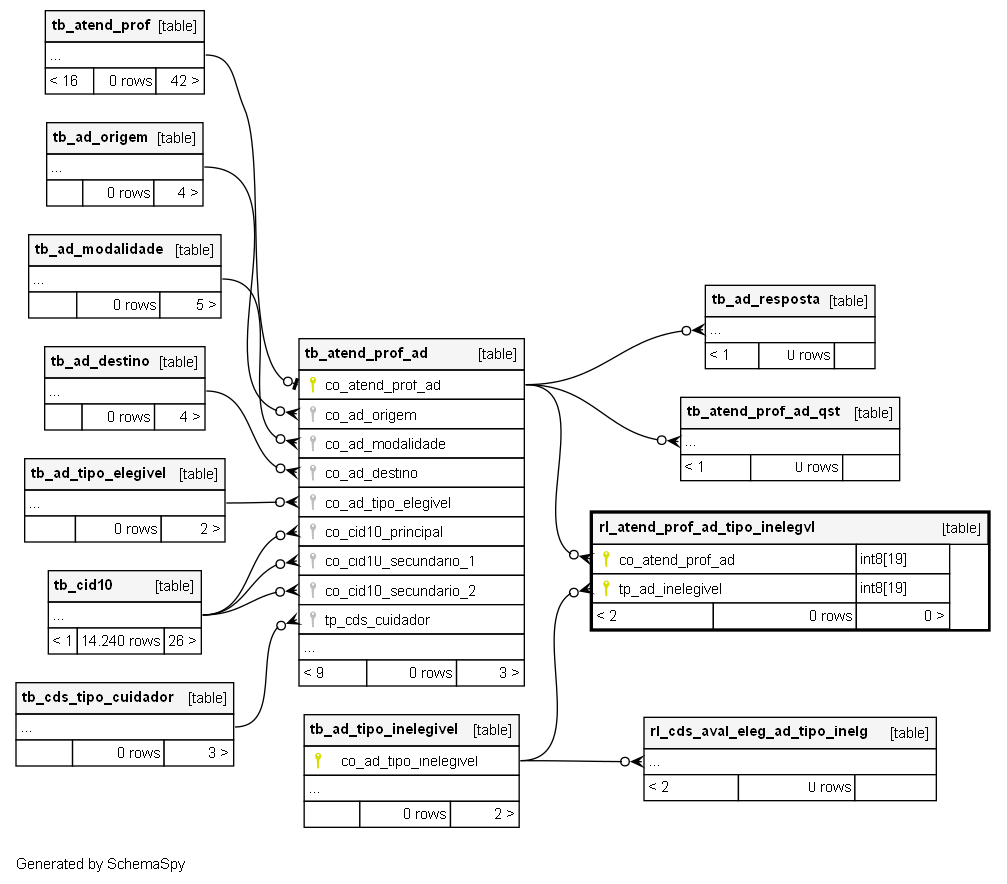 tb_atend_prof [table]
...
< 16 0 rows 42 >
tb_ad_origem [table]
...
0 rows 4 >
tb_ad_modalidade [table]
...
0 rows 5 >
tb_ad_destino [table]
...
0 rows 4 >
tb_ad_tipo_elegivel [table]
...
0 rows 2 >
tb_cid10 [table]
...
< 1 14.240 rows 26 >
tb_cds_tipo_cuidador [table]
...
0 rows 3 >
tb_atend_prof_ad [table]
co_atend_prof_ad
co_ad_origem
co_ad_modalidade
co_ad_destino
co_ad_tipo_elegivel
co_cid10_principal
co_cid10_secundario_1
co_cid10_secundario_2
tp_cds_cuidador
...
< 9 0 rows 3 >
tb_ad_tipo_inelegivel [table]
co_ad_tipo_inelegivel
...
0 rows 2 >
tb_ad_resposta [table]
...
< 1 0 rows
tb_atend_prof_ad_qst [table]
...
< 1 0 rows
rl_atend_prof_ad_tipo_inelegvl [table]
co_atend_prof_ad int8[19]
tp_ad_inelegivel int8[19]
< 2 0 rows 0 >
rl_cds_aval_eleg_ad_tipo_inelg [table]
...
< 2 0 rows
Generated by SchemaSpy